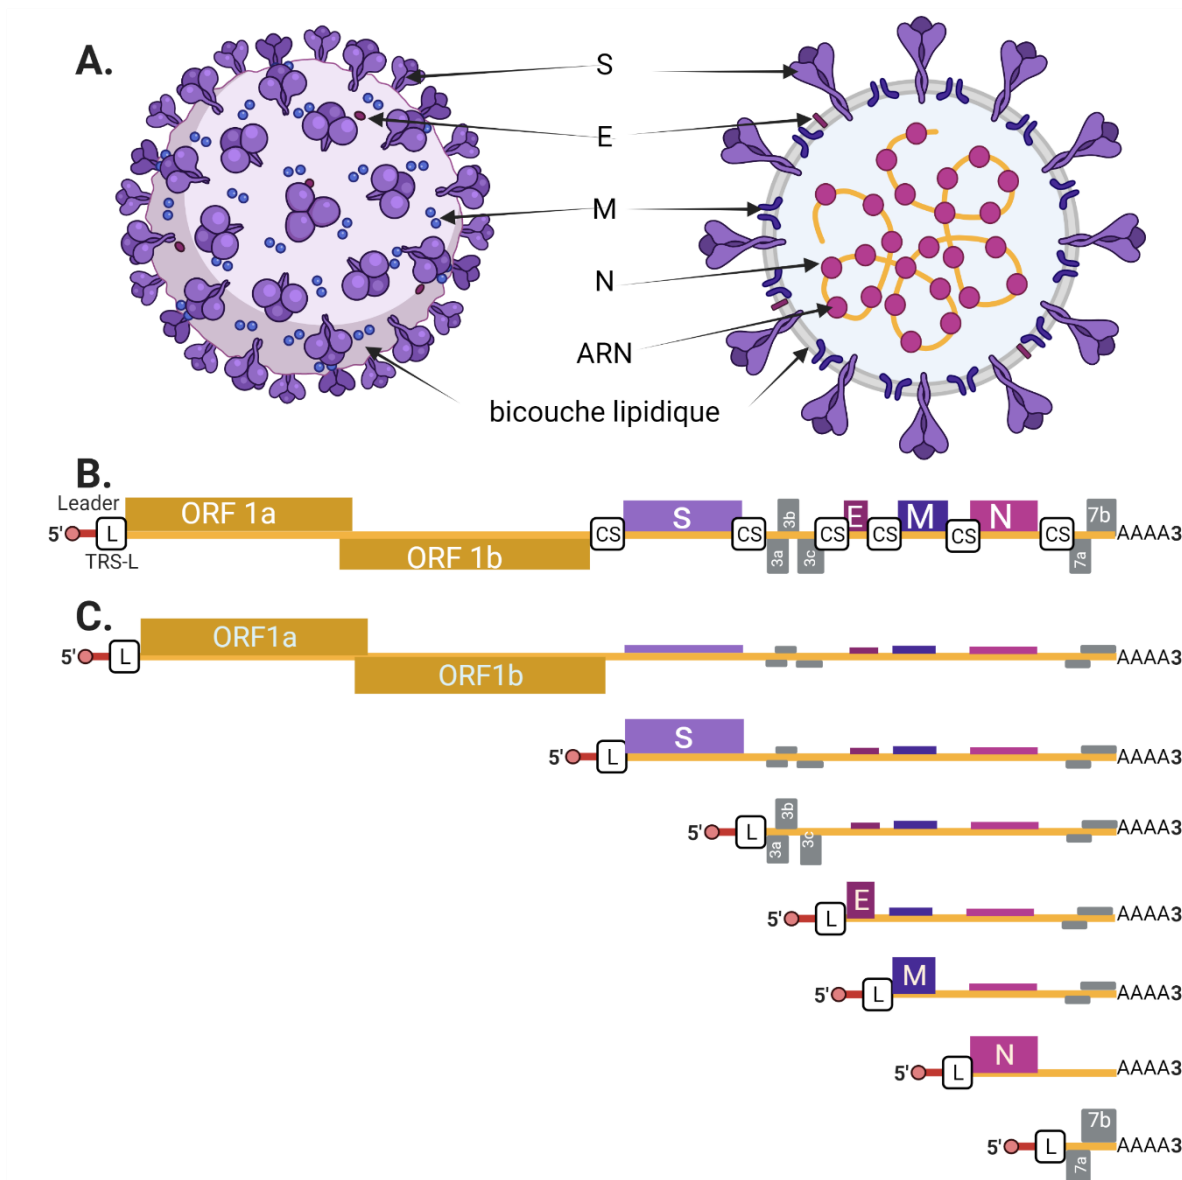 A.
S
E
M
N
ARN
bicouche lipidique
B.
Leader
5' L ORF 1a ORF 1b CS S CS 3a 3b 3c CS E CS M CS N CS 7a 7b AAAA3
TRS-L
C.
5' L ORF1a ORF1b AAAA3
5' L S AAAA3
5' L 3a 3b 3c AAAA3
5' L E AAAA3
5' L M AAAA3
5' L N AAAA3
5' L 7a 7b AAAA3